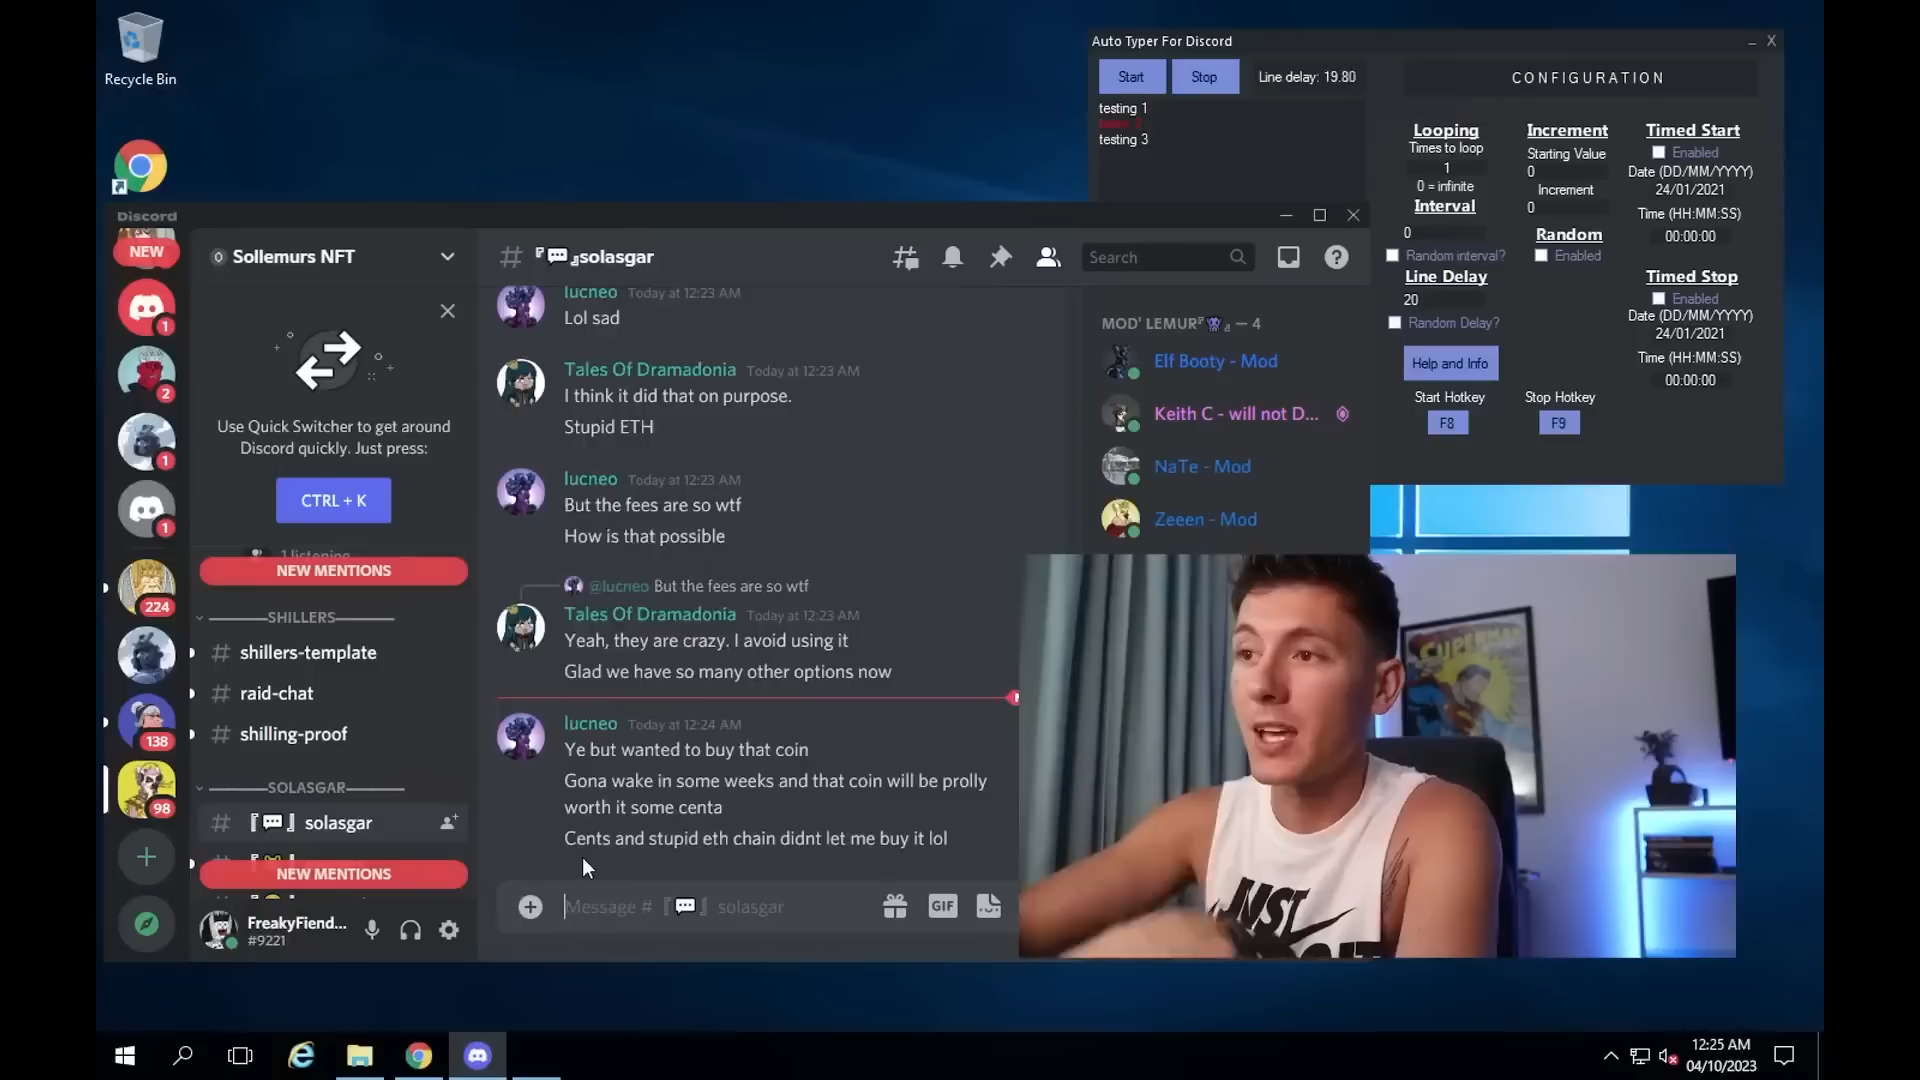 Recycle Bin
Auto Typer For Discord
_ X
Start
Stop
Line delay: 19.80
CONFIGURATION
testing 1
testing 3
Looping
Times to loop
1
0 = infinite
Interval
0
Random interval?
Line Delay
20
Random Delay?
Help and Info
Start Hotkey
F8
Increment
Starting Value
0
Increment
0
Random
Enabled
Stop Hotkey
F9
Timed Start
Enabled
Date (DD/MM/YYYY)
24/01/2021
Time (HH:MM:SS)
00:00:00
Timed Stop
Enabled
Date (DD/MM/YYYY)
24/01/2021
Time (HH:MM:SS)
00:00:00
Discord
NEW
1
2
1
1
224
138
98
Sollemurs NFT
Use Quick Switcher to get around
Discord quickly. Just press:
CTRL + K
1 listening
NEW MENTIONS
SHILLERS
# shillers-template
# raid-chat
# shilling-proof
SOLASGAR
# 『💬』 solasgar
NEW MENTIONS
FreakyFiend...
#9221
# 『💬』solasgar
Search
lucneo Today at 12:23 AM
Lol sad
Tales Of Dramadonia Today at 12:23 AM
I think it did that on purpose.
Stupid ETH
lucneo Today at 12:23 AM
But the fees are so wtf
How is that possible
@lucneo But the fees are so wtf
Tales Of Dramadonia Today at 12:23 AM
Yeah, they are crazy. I avoid using it
Glad we have so many other options now
lucneo Today at 12:24 AM
Ye but wanted to buy that coin
Gona wake in some weeks and that coin will be prolly
worth it some centa
Cents and stupid eth chain didnt let me buy it lol
Message # 『💬』 solasgar
GIF
MOD' LEMUR — 4
Elf Booty - Mod
Keith C - will not D...
NaTe - Mod
Zeeen - Mod
SUPERMAN
JUST
12:25 AM
04/10/2023